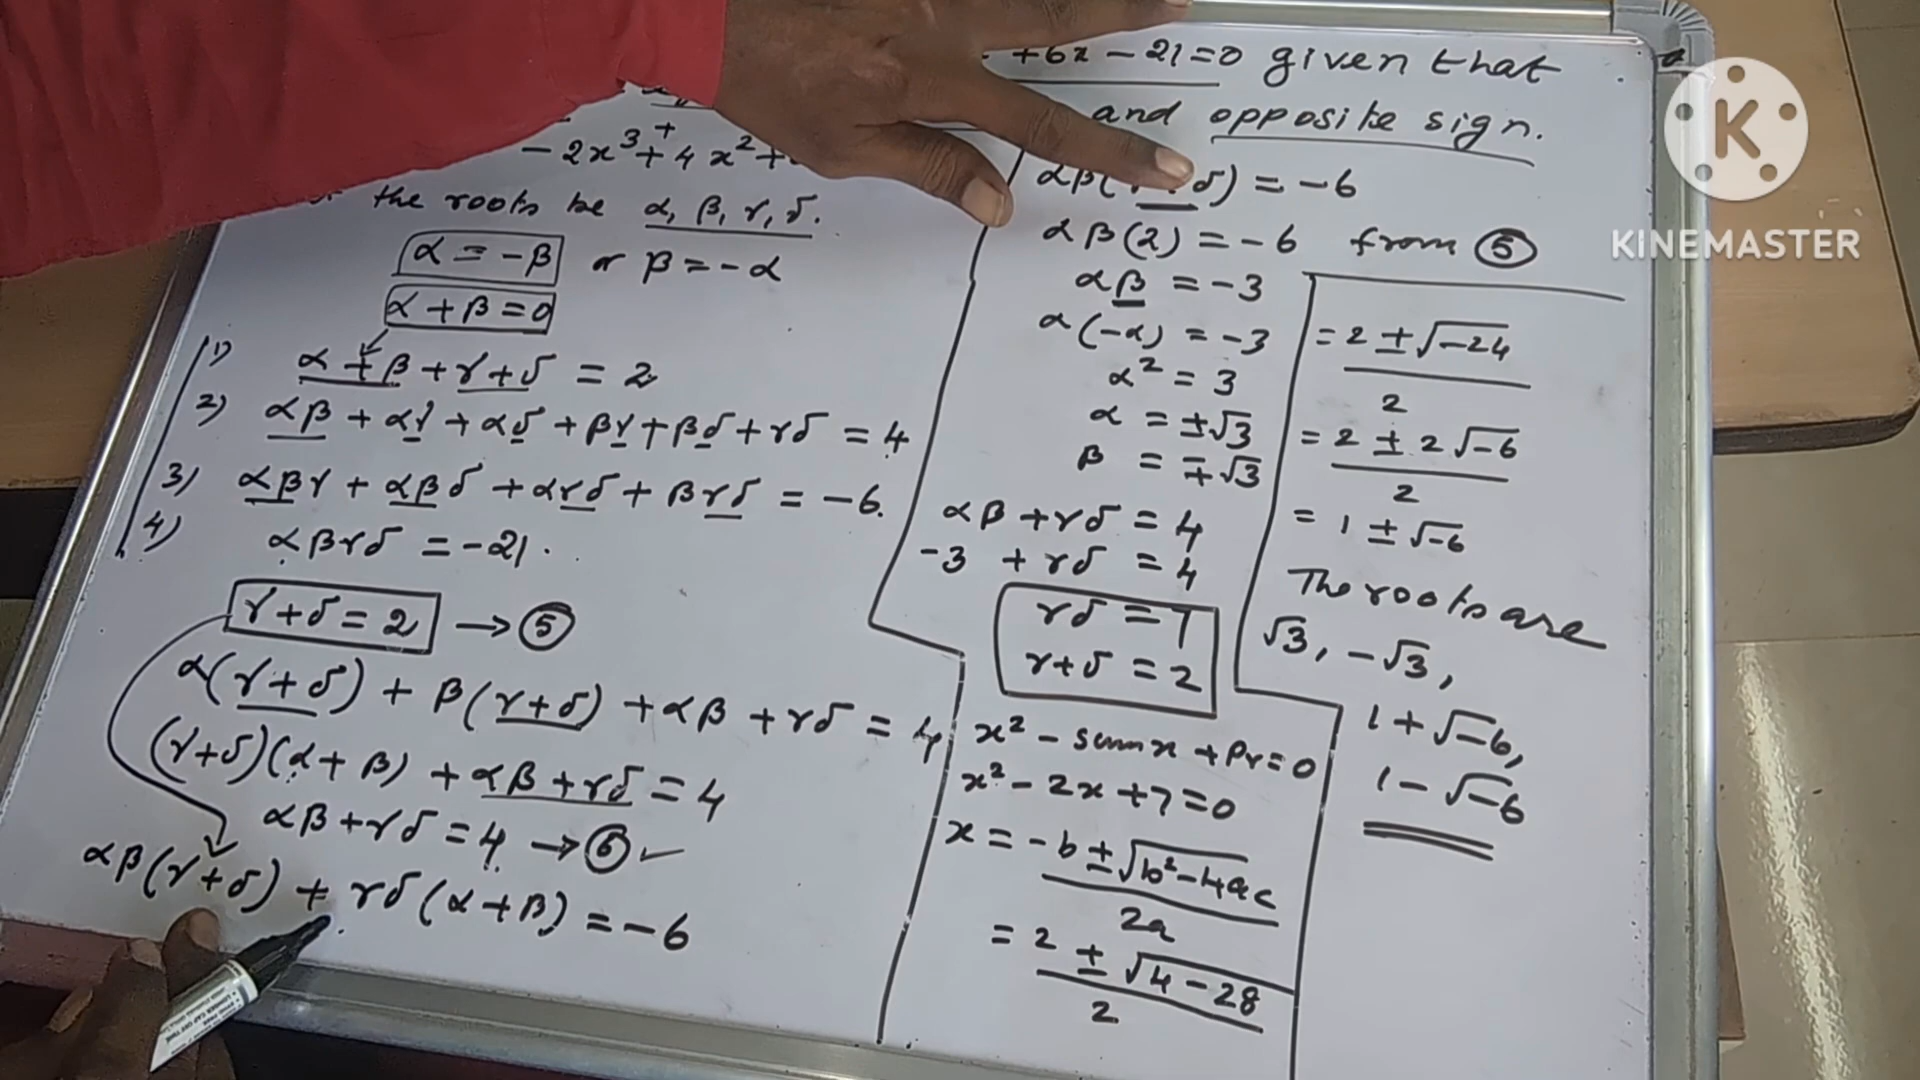 +6x - 21 = 0 given that
and opposite sign.
- 2x³ + 4x² +
the roots be α, β, γ, δ.
α = -β or β = -α
α + β = 0
1) α + β + γ + δ = 2
2) αβ + αγ + αδ + βγ + βδ + γδ = 4
3) αβγ + αβδ + αγδ + βγδ = -6.
4) αβγδ = -21.
γ + δ = 2 → ⑤
α(γ+δ) + β(γ+δ) + αβ + γδ = 4
(γ+δ)(α+β) + αβ + γδ = 4
αβ + γδ = 4 → ⑥ ✓
αβ(γ+δ) + γδ(α+β) = -6
αβ( δ) = -6
αβ(2) = -6 from ⑤
αβ = -3
α(-α) = -3
α² = 3
α = ±√3
β = ∓√3
αβ + γδ = 4
-3 + γδ = 4
γδ = 7
γ+δ = 2
x² - sum x + Pr = 0
x² - 2x + 7 = 0
x = -b ± √b² - 4ac / 2a
= 2 ± √4 - 28 / 2
= 2 ± √-24 / 2
= 2 ± 2√-6 / 2
= 1 ± √-6
The roots are
√3, -√3,
1 + √-6,
1 - √-6
K
KINEMASTER